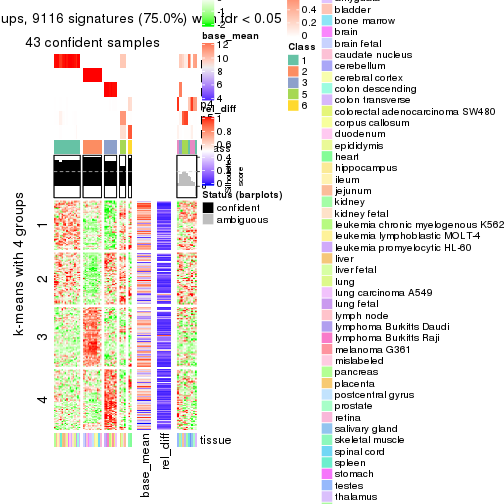 ups, 9116 signatures (75.0%) w fdr < 0.05
43 confident samples
k-means with 4 groups
1
2
3
4
base_mean
rel_diff
tissue
-1
-2
base_mean
12
10
8
6
4
rel_diff
1
0.8
0.6
0.4
0.2
0
silhouette
score
Status (barplots)
confident
ambiguous
0.4
0.2
0
Class
1
2
3
5
6
amygdala
bladder
bone marrow
brain
brain fetal
caudate nucleus
cerebellum
cerebral cortex
colon descending
colon transverse
colorectal adenocarcinoma SW480
corpus callosum
duodenum
epididymis
heart
hippocampus
ileum
jejunum
kidney
kidney fetal
leukemia chronic myelogenous K562
leukemia lymphoblastic MOLT-4
leukemia promyelocytic HL-60
liver
liver fetal
lung
lung carcinoma A549
lung fetal
lymph node
lymphoma Burkitts Daudi
lymphoma Burkitts Raji
melanoma G361
mislabeled
pancreas
placenta
postcentral gyrus
prostate
retina
salivary gland
skeletal muscle
spinal cord
spleen
stomach
testes
thalamus